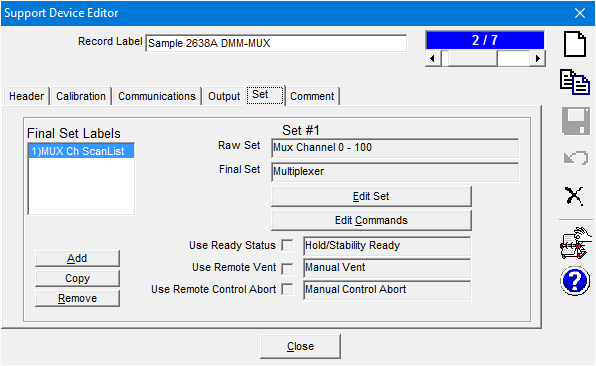 Support Device Editor
Record Label Sample 2638A DMM-MUX
2 / 7
Header Calibration Communications Output Set Comment
Final Set Labels
Set #1
1)MUX Ch ScanList
Raw Set Mux Channel 0 - 100
Final Set Multiplexer
Edit Set
Edit Commands
Use Ready Status Hold/Stability Ready
Add
Use Remote Vent Manual Vent
Copy
Use Remote Control Abort Manual Control Abort
Remove
Close
?